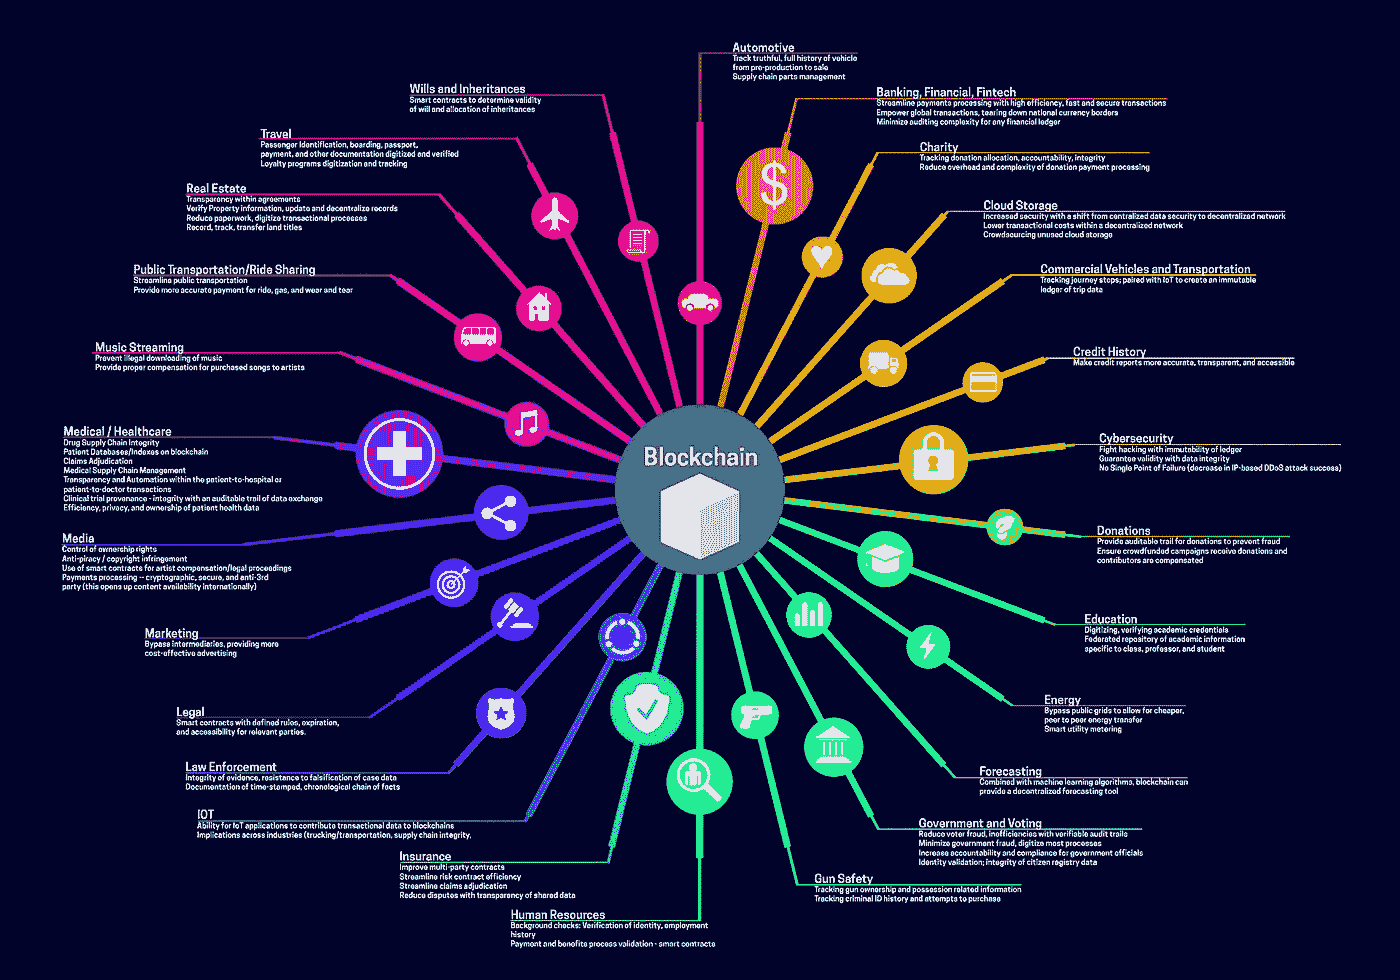 Blockchain
Automotive
Track truthful, full history of vehicle
from pre-production to sale
Supply chain parts management
Banking, Financial, Fintech
Streamline payments processing with high efficiency, fast and secure transactions
Empower global transactions, tearing down national currency borders
Minimize auditing complexity for any financial ledger
Charity
Tracking donation allocation, accountability, integrity
Reduce overhead and complexity of donation payment processing
Cloud Storage
Increased security with a shift from centralized data security to decentralized network
Lower transactional costs within a decentralized network
Crowdsourcing unused cloud storage
Commercial Vehicles and Transportation
Tracking journey stops; paired with IoT to create an immutable
ledger of trip data
Credit History
Make credit reports more accurate, transparent, and accessible
Cybersecurity
Fight hacking with immutability of ledger
Guarantee validity with data integrity
No Single Point of Failure (decrease in IP-based DDoS attack success)
Donations
Provide auditable trail for donations to prevent fraud
Ensure crowdfunded campaigns receive donations and
contributors are compensated
Education
Digitizing, verifying academic credentials
Federated repository of academic information
specific to class, professor, and student
Energy
Bypass public grids to allow for cheaper,
peer to peer energy transfer
Smart utility metering
Forecasting
Combined with machine learning algorithms, blockchain can
provide a decentralized forecasting tool
Government and Voting
Reduce voter fraud, inefficiencies with verifiable audit trails
Minimize government fraud, digitize most processes
Increase accountability and compliance for government officials
Identity validation; integrity of citizen registry data
Gun Safety
Tracking gun ownership and possession related information
Tracking criminal ID history and attempts to purchase
Human Resources
Background checks: Verification of identity, employment
history
Payment and benefits process validation - smart contracts
Insurance
Improve multi-party contracts
Streamline risk contract efficiency
Streamline claims adjudication
Reduce disputes with transparency of shared data
IOT
Ability for IoT applications to contribute transactional data to blockchains
Implications across industries (trucking/transportation, supply chain integrity,
Law Enforcement
Integrity of evidence, resistance to falsification of case data
Documentation of time-stamped, chronological chain of facts
Legal
Smart contracts with defined rules, expiration,
and accessibility for relevant parties.
Marketing
Bypass intermediaries, providing more
cost-effective advertising
Media
Control of ownership rights
Anti-piracy / copyright infringement
Use of smart contracts for artist compensation/legal proceedings
Payments processing -- cryptographic, secure, and anti-3rd
party (this opens up content availability internationally)
Medical / Healthcare
Drug Supply Chain Integrity
Patient Databases/Indexes on blockchain
Claims Adjudication
Medical Supply Chain Management
Transparency and Automation within the patient-to-hospital or
patient-to-doctor transactions
Clinical trial provenance - integrity with an auditable trail of data exchange
Efficiency, privacy, and ownership of patient health data
Music Streaming
Prevent illegal downloading of music
Provide proper compensation for purchased songs to artists
Public Transportation/Ride Sharing
Streamline public transportation
Provide more accurate payment for ride, gas, and wear and tear
Real Estate
Transparency within agreements
Verify Property information, update and decentralize records
Reduce paperwork, digitize transactional processes
Record, track, transfer land titles
Travel
Passenger Identification, boarding, passport,
payment, and other documentation digitized and verified
Loyalty programs digitization and tracking
Wills and Inheritances
Smart contracts to determine validity
of will and allocation of inheritances